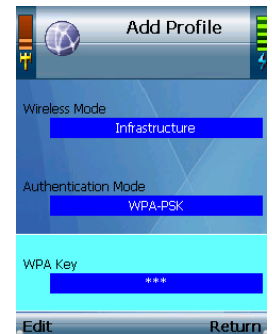 Add Profile
Wireless Mode
Infrastructure
Authentication Mode
WPA-PSK
WPA Key
***
Edit Return